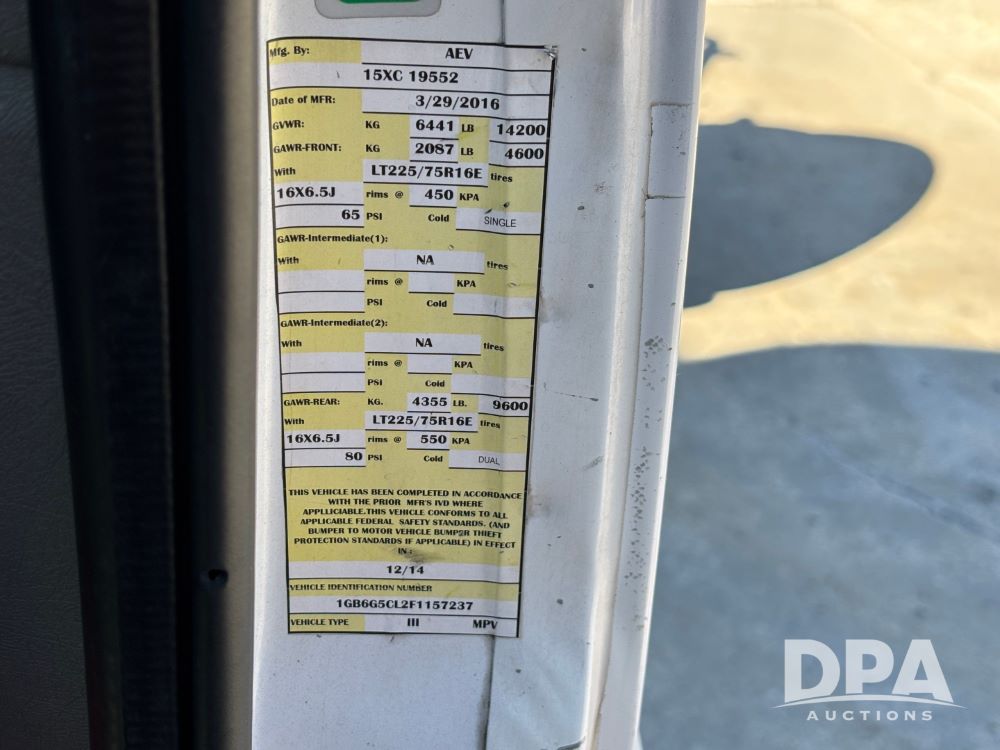 Mfg. By: AEV
15XC 19552
Date of MFR: 3/29/2016
GVWR: KG 6441 LB 14200
GAWR-FRONT: KG 2087 LB 4600
With LT225/75R16E tires
16X6.5J rims @ 450 KPA
65 PSI Cold SINGLE
GAWR-Intermediate(1):
With NA tires
rims @ KPA
PSI Cold
GAWR-Intermediate(2):
With NA tires
rims @ KPA
PSI Cold
GAWR-REAR: KG. 4355 LB. 9600
With LT225/75R16E tires
16X6.5J rims @ 550 KPA
80 PSI Cold DUAL
THIS VEHICLE HAS BEEN COMPLETED IN ACCORDANCE
WITH THE PRIOR MFR'S IVD WHERE
APPLLICIABLE.THIS VEHICLE CONFORMS TO ALL
APPLICABLE FEDERAL SAFETY STANDARDS. (AND
BUMPER TO MOTOR VEHICLE BUMPER THIEFT
PROTECTION STANDARDS IF APPLICABLE) IN EFFECT
IN :
12/14
VEHICLE IDENTIFICATION NUMBER
1GB6G5CL2F1157237
VEHICLE TYPE III MPV
DPA
AUCTIONS